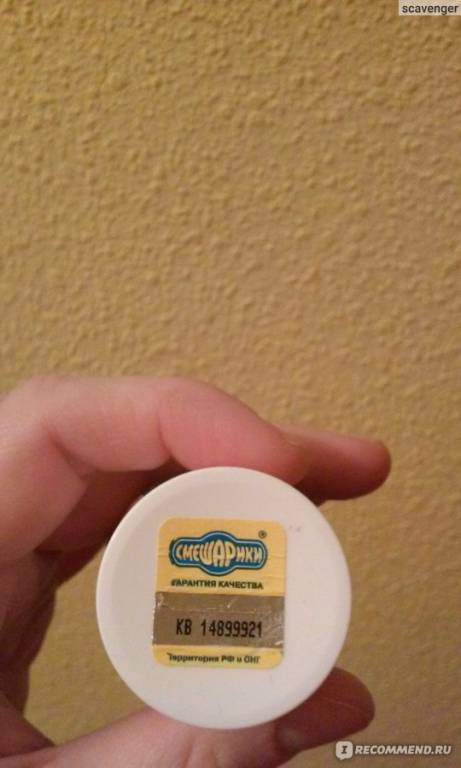 scavenger
СМЕШАРИКИ ®
ГАРАНТИЯ КАЧЕСТВА
КВ 14899921
Территория РФ и СНГ
I RECOMMEND.RU